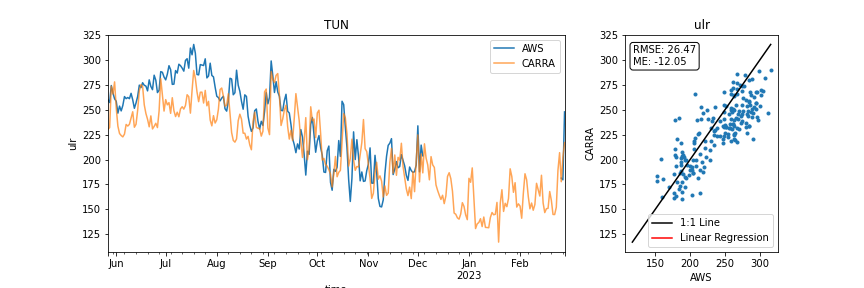 TUN
ulr
325
300
275
250
225
200
175
150
125
ulr
AWS
CARRA
Jun
Jul
Aug
Sep
Oct
Nov
Dec
Jan
2023
Feb
325
300
275
250
225
200
175
150
125
CARRA
RMSE: 26.47
ME: -12.05
1:1 Line
Linear Regression
150
200
250
300
AWS